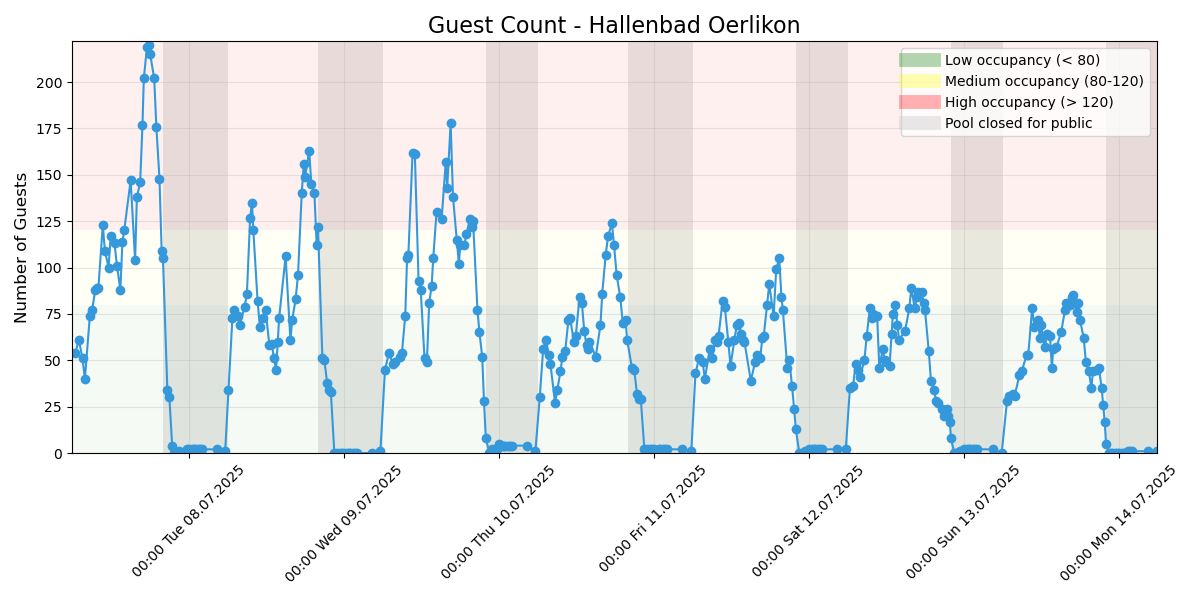 Guest Count - Hallenbad Oerlikon
Low occupancy (< 80)
Medium occupancy (80-120)
High occupancy (> 120)
Pool closed for public
Number of Guests
200
175
150
125
100
75
50
25
0
00:00 Tue 08.07.2025
00:00 Wed 09.07.2025
00:00 Thu 10.07.2025
00:00 Fri 11.07.2025
00:00 Sat 12.07.2025
00:00 Sun 13.07.2025
00:00 Mon 14.07.2025